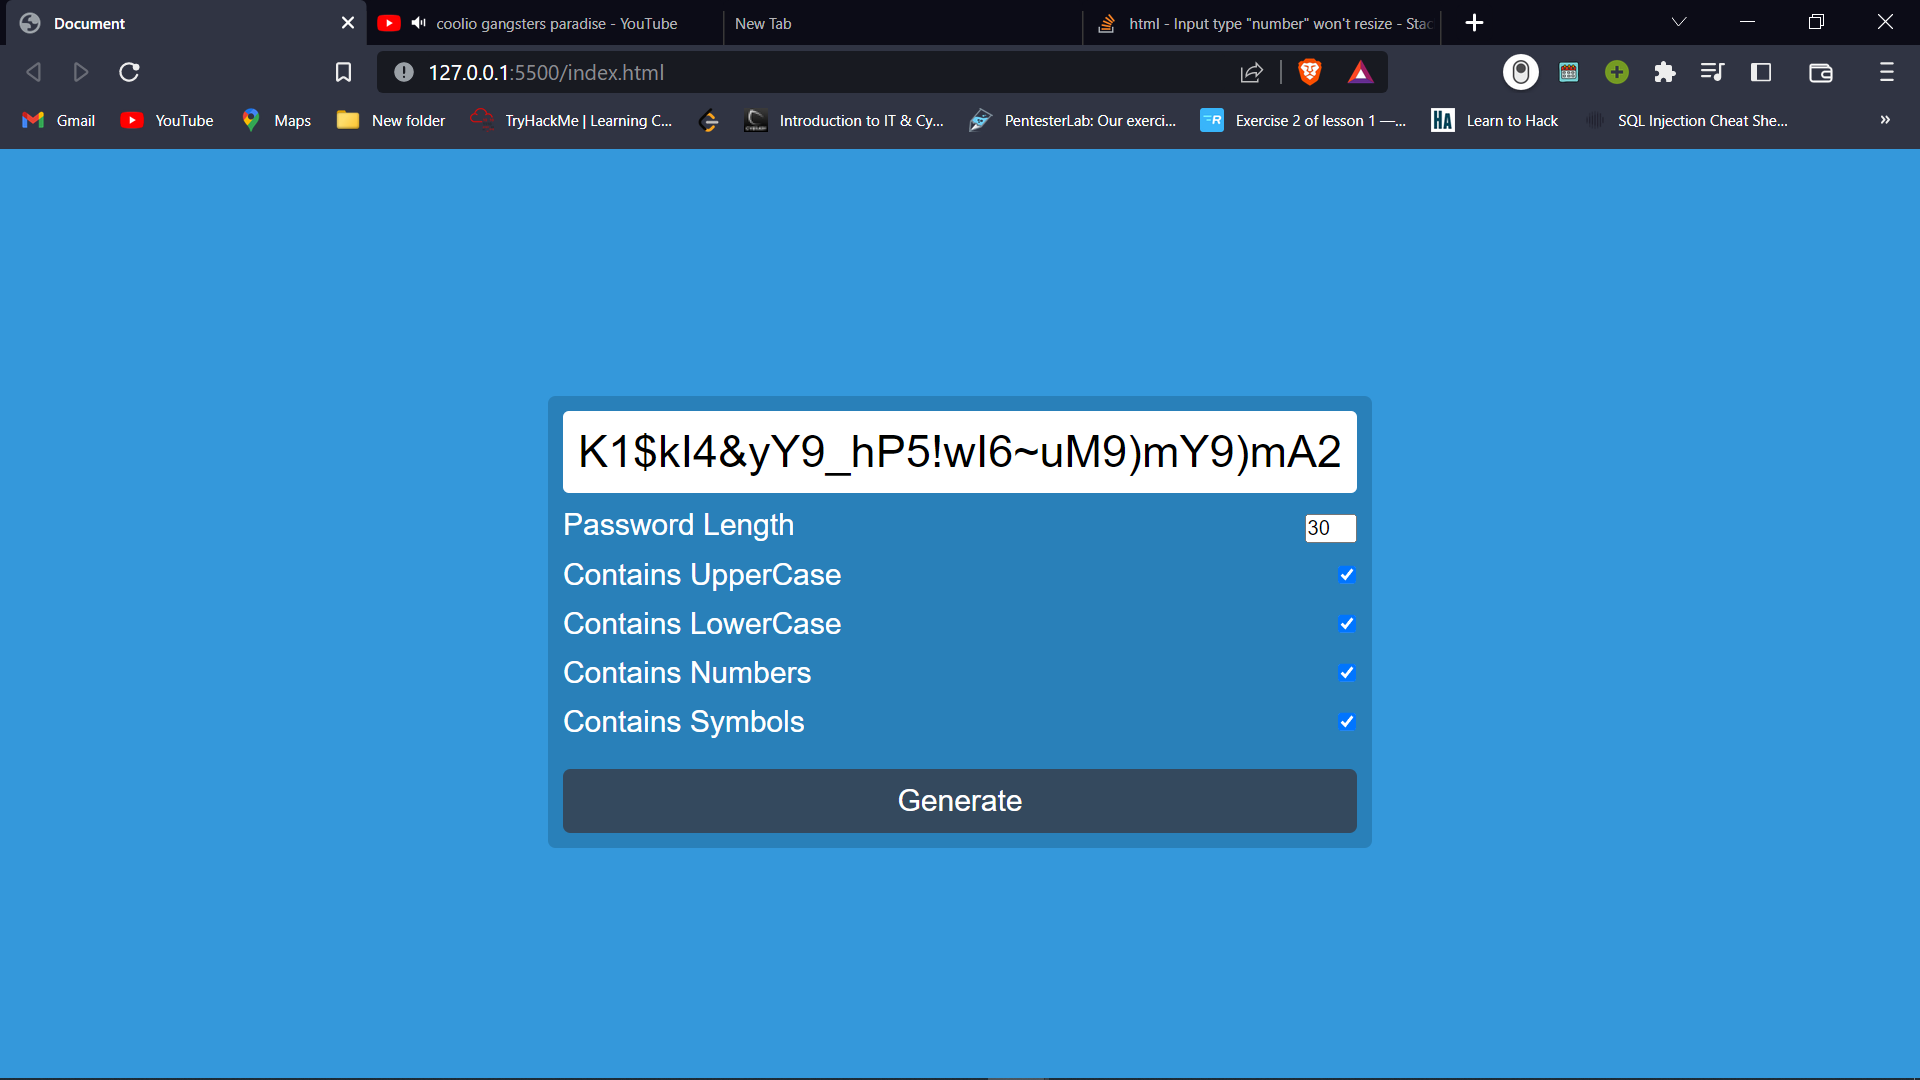 Document
coolio gangsters paradise - YouTube
New Tab
html - Input type "number" won't resize - Stac
127.0.0.1:5500/index.html
Gmail
YouTube
Maps
New folder
TryHackMe | Learning C...
Introduction to IT & Cy...
PentesterLab: Our exerci...
Exercise 2 of lesson 1 —...
HA
Learn to Hack
SQL Injection Cheat She...
K1$kI4&yY9_hP5!wI6~uM9)mY9)mA2
Password Length
30
Contains UpperCase
Contains LowerCase
Contains Numbers
Contains Symbols
Generate